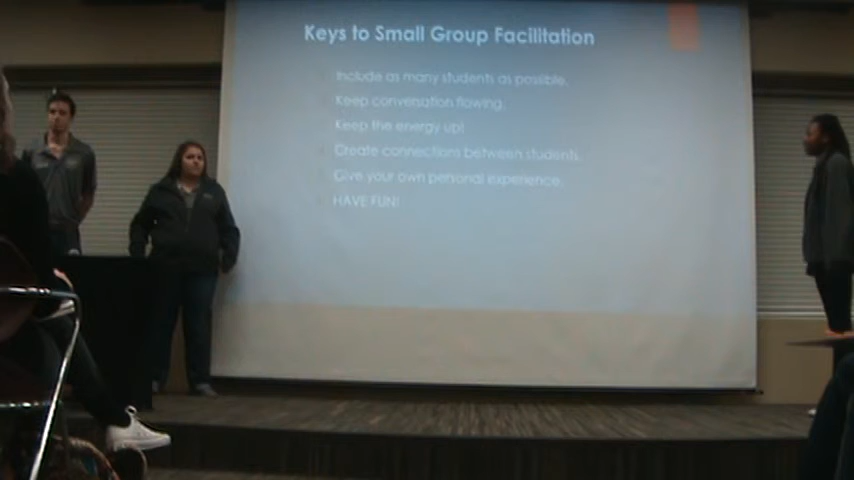 Keys to Small Group Facilitation
Include as many students as possible.
Keep conversation flowing.
Keep the energy up!
Create connections between students.
Give your own personal experience.
HAVE FUN!